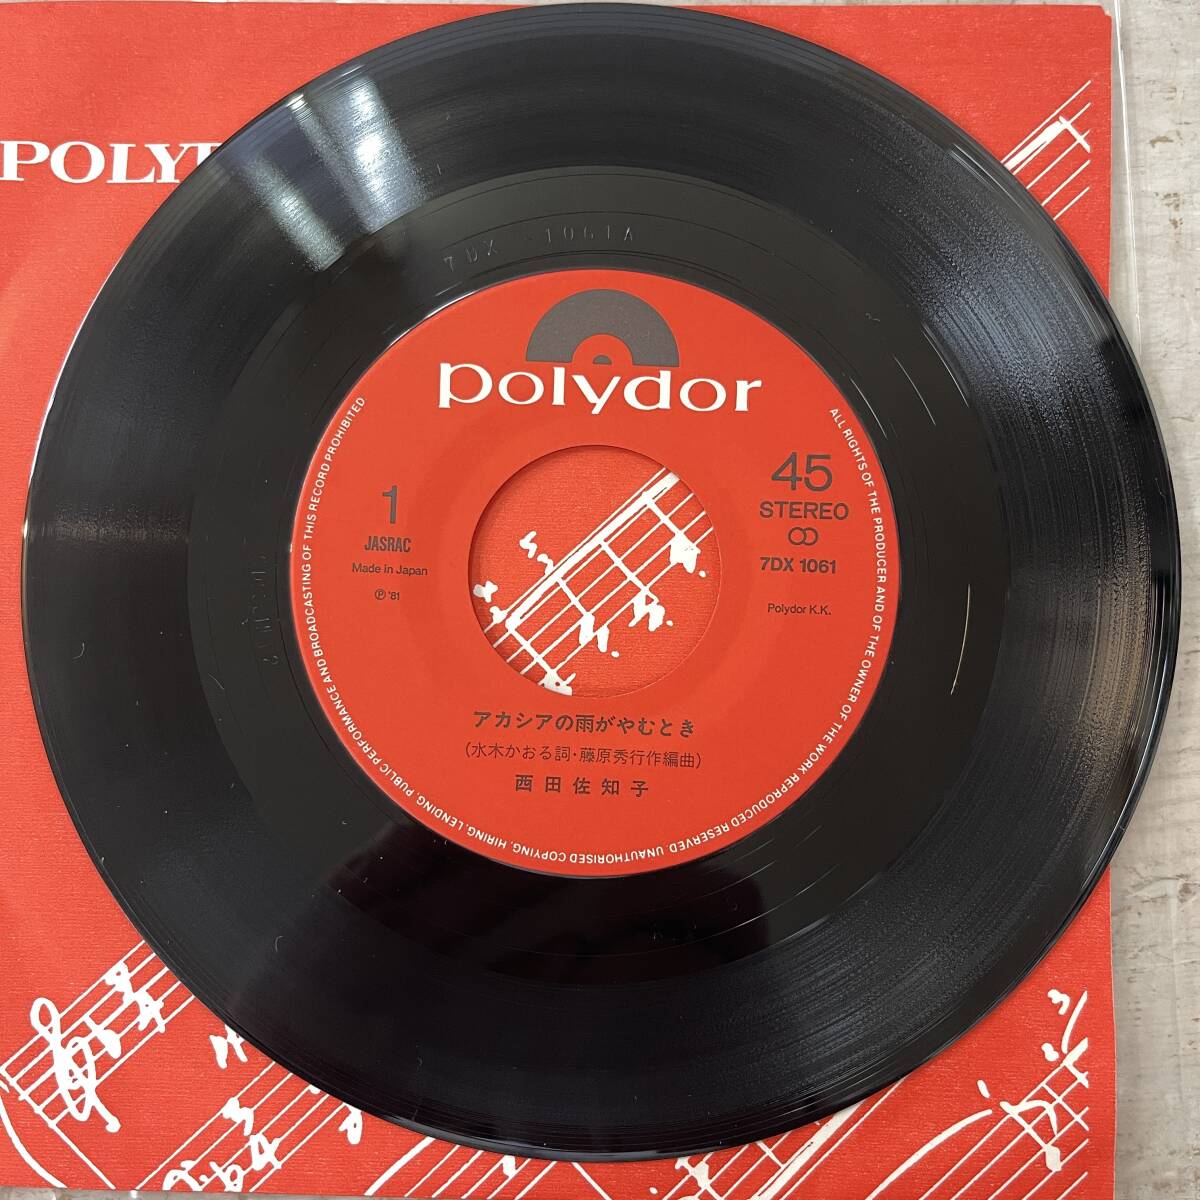 POLY
7DX 1061A
polydor
45
STEREO
7DX 1061
Polydor K.K.
1
JASRAC
Made in Japan
Ⓟ '81
アカシアの雨がやむとき
(水木かおる詞・藤原秀行作編曲)
西田佐知子
ALL RIGHTS OF THE PRODUCER AND OF THE OWNER OF THE WORK REPRODUCED RESERVED. UNAUTHORISED COPYING, HIRING, LENDING, PUBLIC PERFORMANCE AND BROADCASTING OF THIS RECORD PROHIBITED